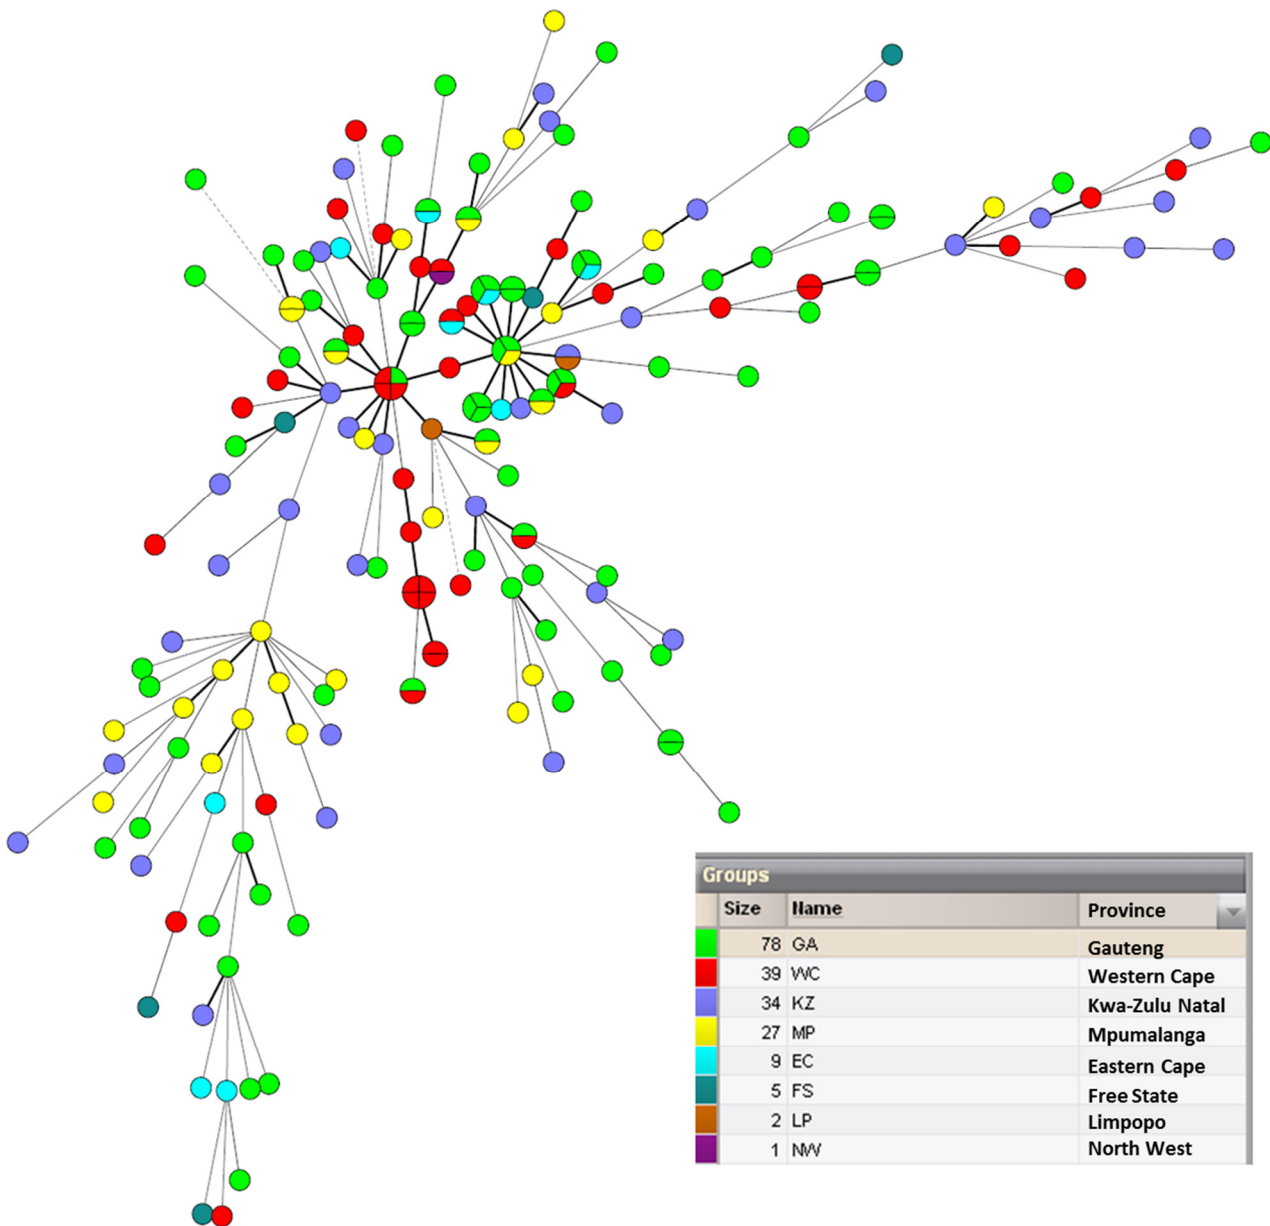 Groups
Size Name Province
78 GA Gauteng
39 WC Western Cape
34 KZ Kwa-Zulu Natal
27 MP Mpumalanga
9 EC Eastern Cape
5 FS Free State
2 LP Limpopo
1 NW North West